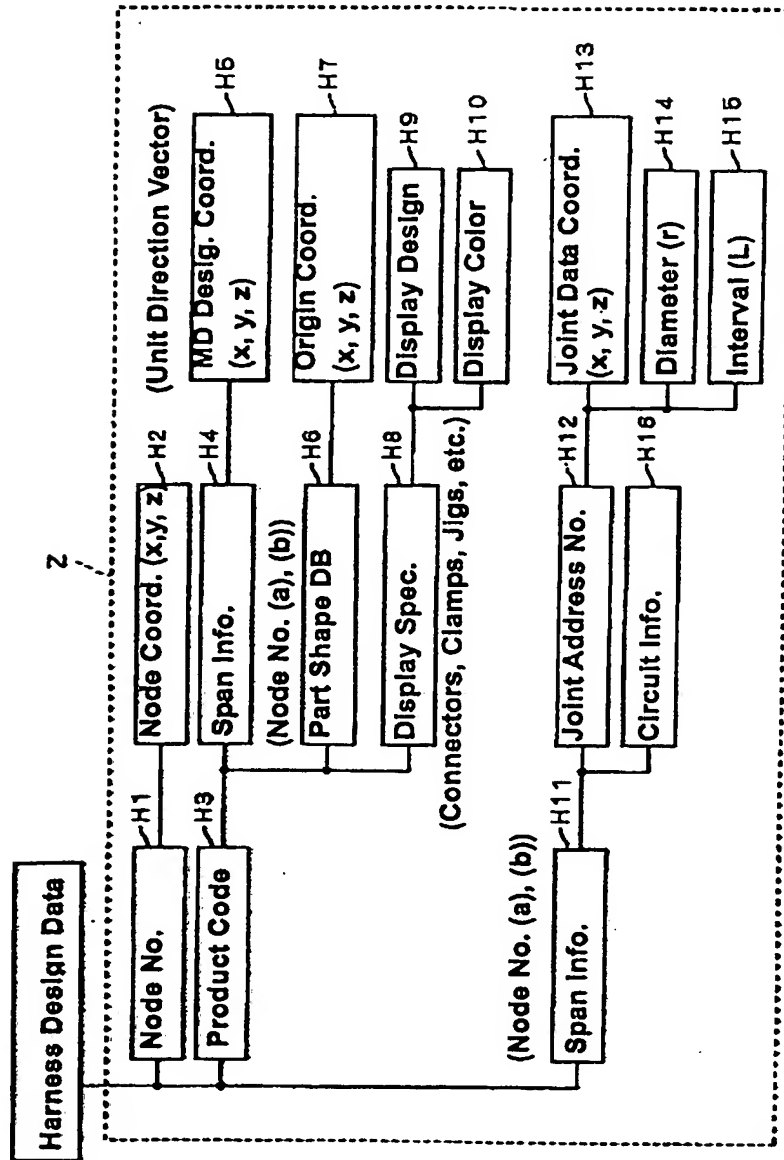 Harness Design Data
Z
Node No.
H1
Node Coord. (x,y, z)
H2
(Unit Direction Vector)
Product Code
H3
Span Info.
H4
MD Desig. Coord.
(x, y, z)
H5
(Node No. (a), (b))
Part Shape DB
H6
Origin Coord.
(x, y, z)
H7
Display Spec.
H8
Display Design
H9
Display Color
H10
(Connectors, Clamps, Jigs, etc.)
(Node No. (a), (b))
Span Info.
H11
Joint Address No.
H12
Joint Data Coord.
(x, y, z)
H13
Diameter (r)
H14
Interval (L)
H15
Circuit Info.
H16